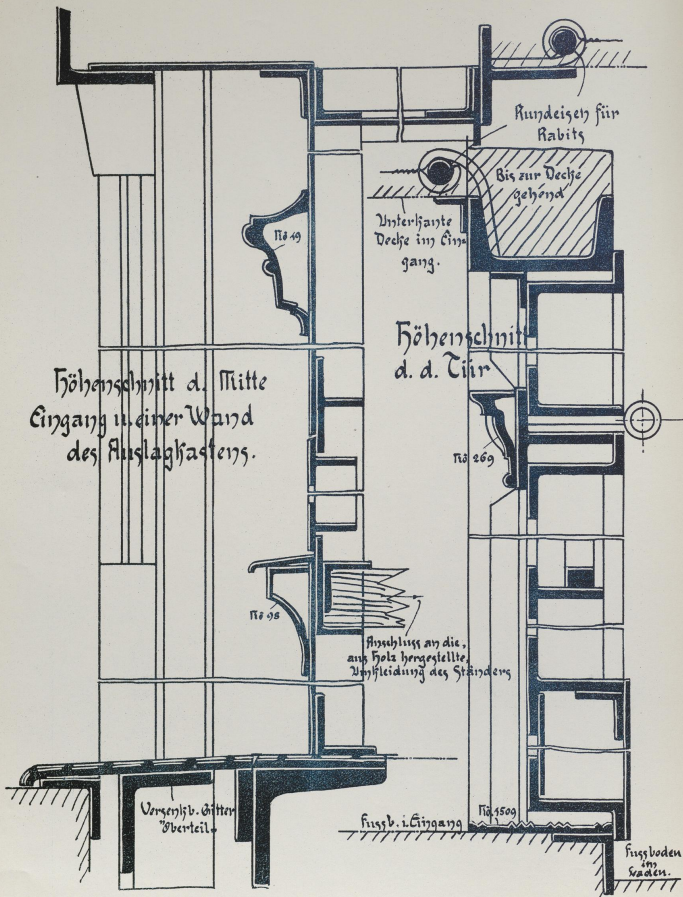 Rundeisen für
Rabits
Bis zur Decke
gehend
Unterkante
Decke im Ein=
gang.
No 19
Höhenschnitt
d. d. Tür
Höhenschnitt d. Mitte
Eingang u. einer Wand
des Auslagkastens.
No 269
No 98
Anschluss an die,
aus Holz hergestellte,
Umkleidung des Ständers
Versenkb. Gitter
"Oberteil"
Fussb. i. Eingang
No. 1509
Fussboden
im
Laden.